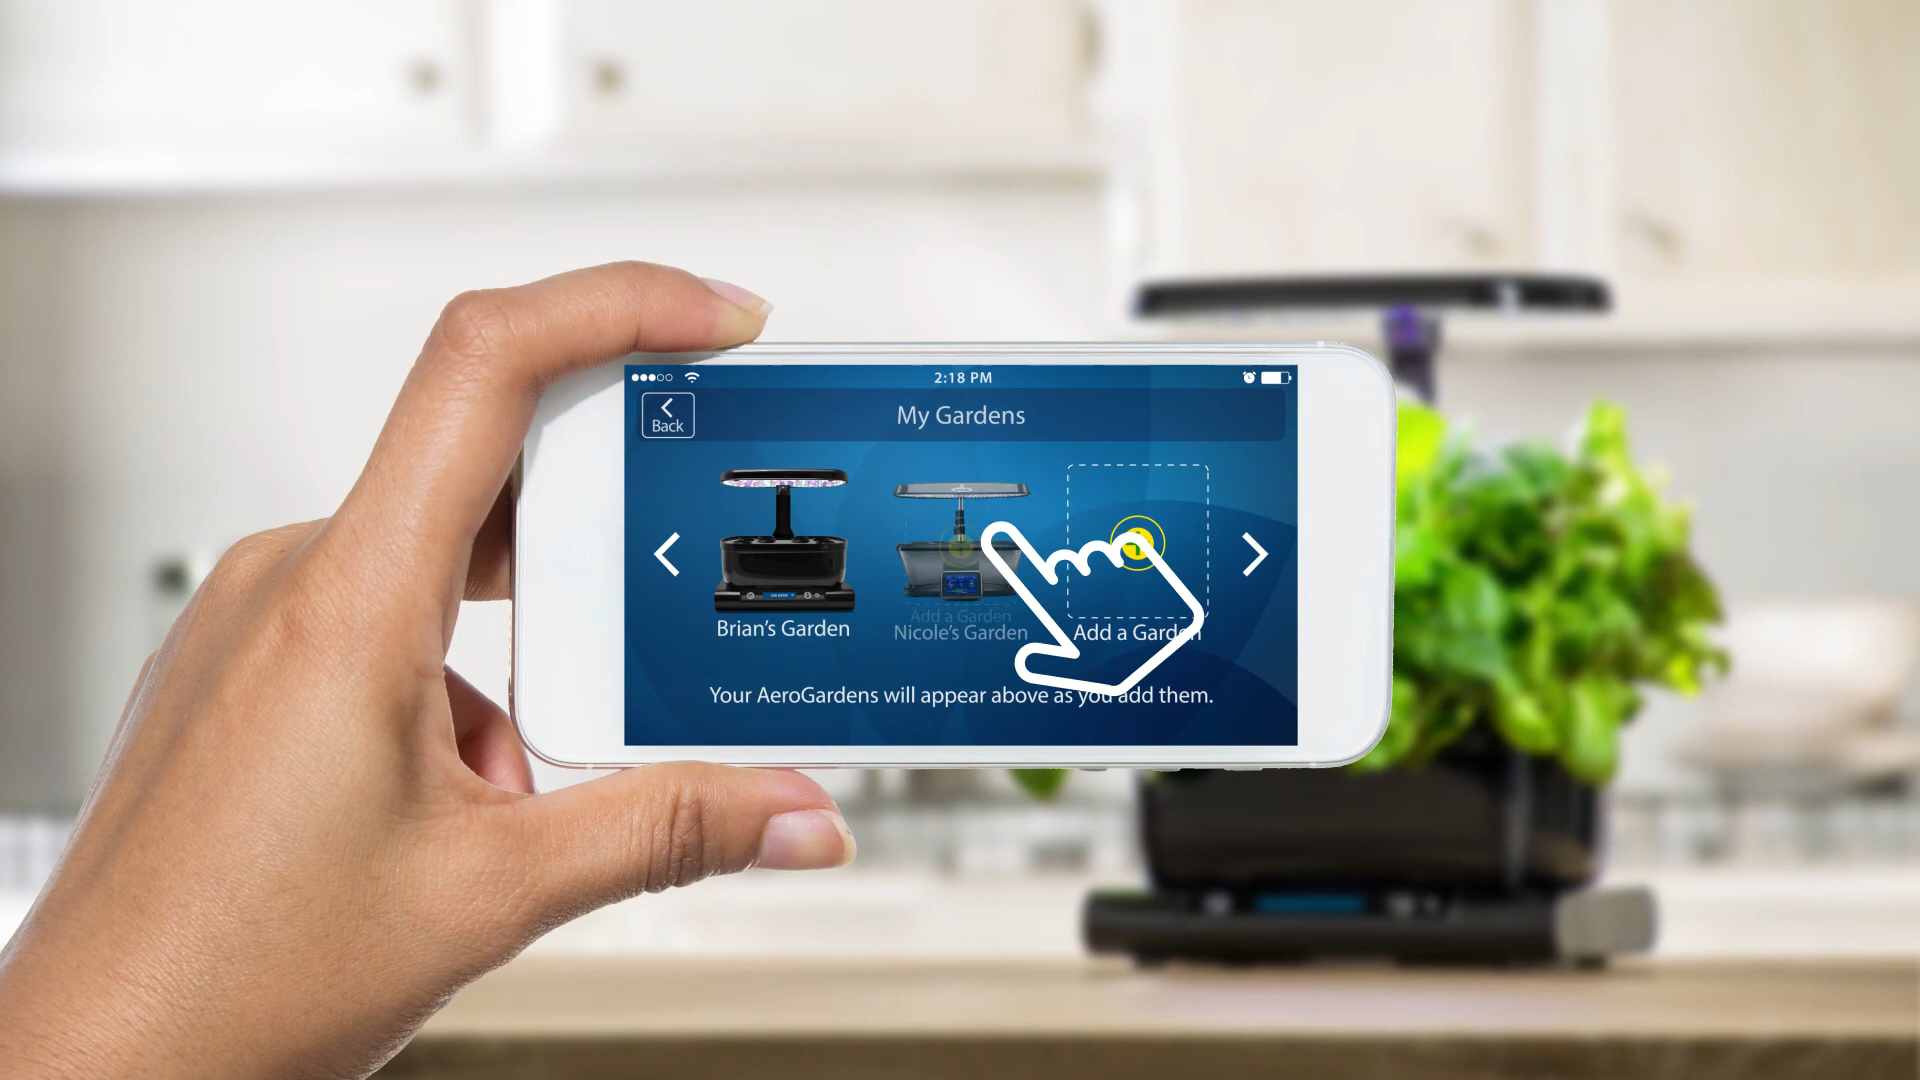 2:18 PM
Back
My Gardens
Brian's Garden
Add a Garden
Nicole's Garden
Add a Garden
Your AeroGardens will appear above as you add them.